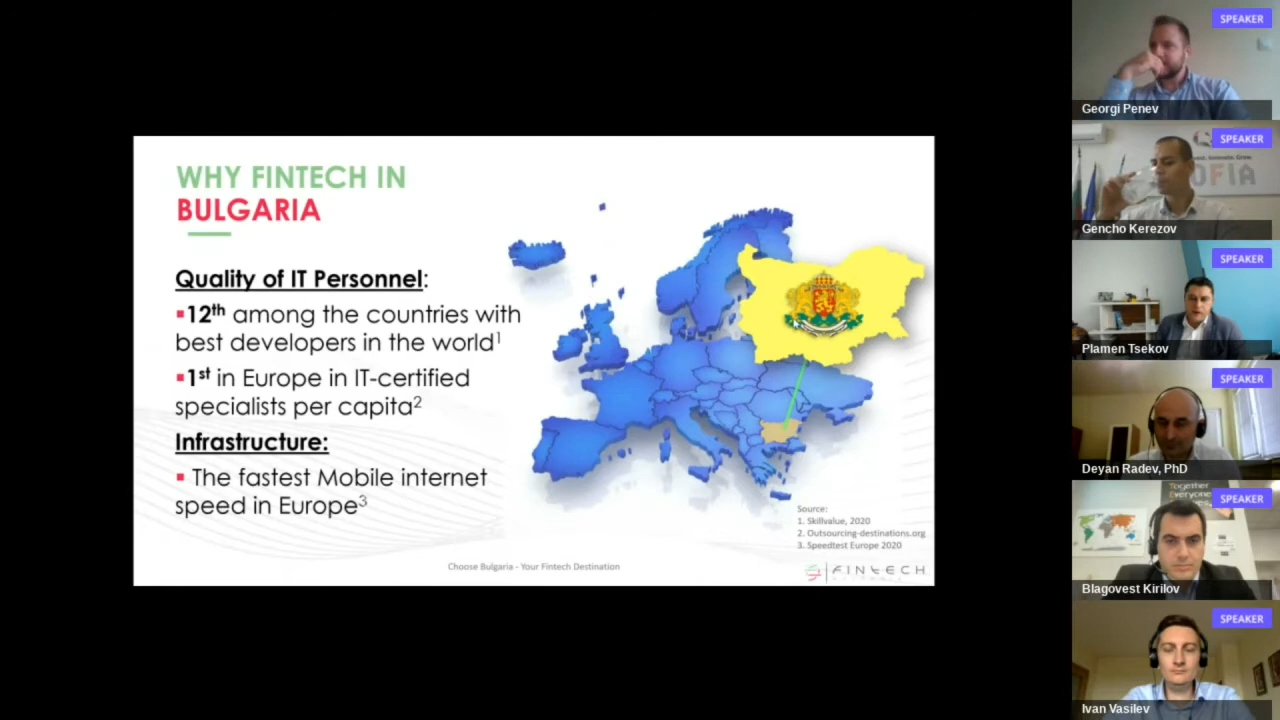 WHY FINTECH IN
BULGARIA
Quality of IT Personnel:
▪12th among the countries with
best developers in the world1
▪1st in Europe in IT-certified
specialists per capita2
Infrastructure:
▪ The fastest Mobile internet
speed in Europe3
Source:
1. Skillvalue, 2020
2. Outsourcing-destinations.org
3. Speedtest Europe 2020
Choose Bulgaria - Your Fintech Destination
FINTECH
SPEAKER
Georgi Penev
SPEAKER
Gencho Kerezov
SPEAKER
Plamen Tsekov
SPEAKER
Deyan Radev, PhD
Together
Everyone
SPEAKER
Blagovest Kirilov
SPEAKER
Ivan Vasilev